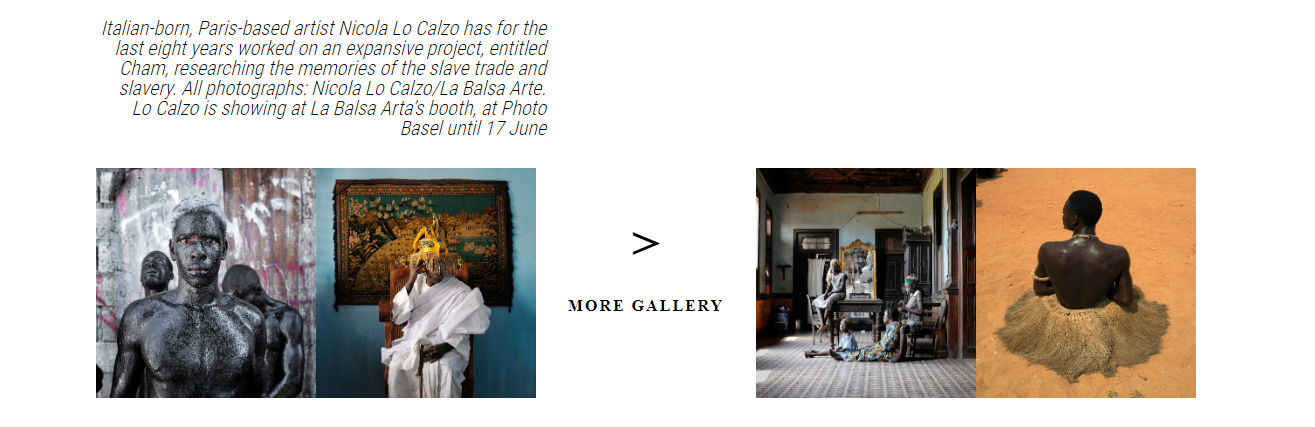 Italian-born, Paris-based artist Nicola Lo Calzo has for the
last eight years worked on an expansive project, entitled
Cham, researching the memories of the slave trade and
slavery. All photographs: Nicola Lo Calzo/La Balsa Arte.
Lo Calzo is showing at La Balsa Arta’s booth, at Photo
Basel until 17 June
>
MORE GALLERY